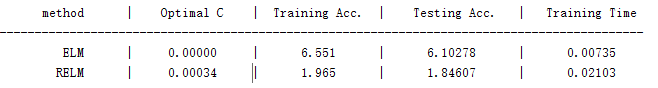 method | Optimal C | Training Acc. | Testing Acc. | Training Time
--------------------------------------------------------------------------------
ELM | 0.00000 | 6.551 | 6.10278 | 0.00735
RELM | 0.00034 | 1.965 | 1.84607 | 0.02103